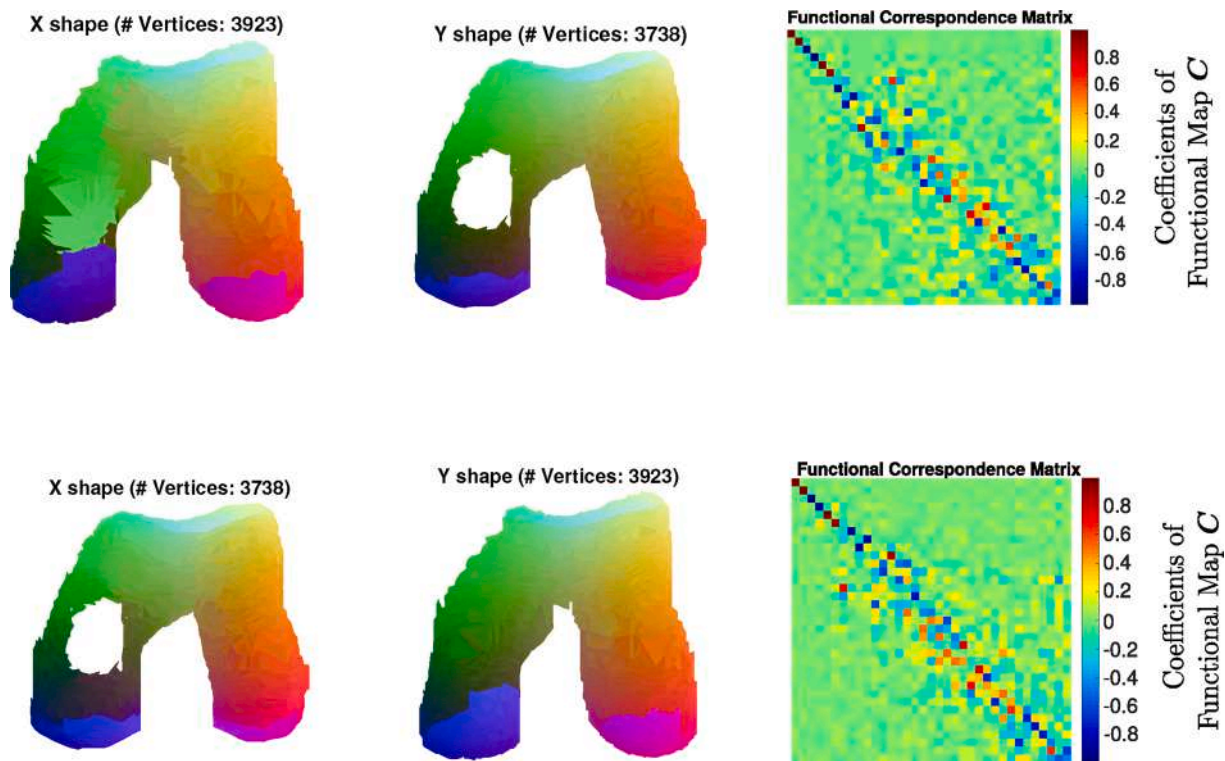 X shape (# Vertices: 3923)
Y shape (# Vertices: 3738)
Functional Correspondence Matrix
0.8
0.6
0.4
0.2
0
-0.2
-0.4
-0.6
-0.8
Coefficients of
Functional Map C
X shape (# Vertices: 3738)
Y shape (# Vertices: 3923)
Functional Correspondence Matrix
0.8
0.6
0.4
0.2
0
-0.2
-0.4
-0.6
-0.8
Coefficients of
Functional Map C